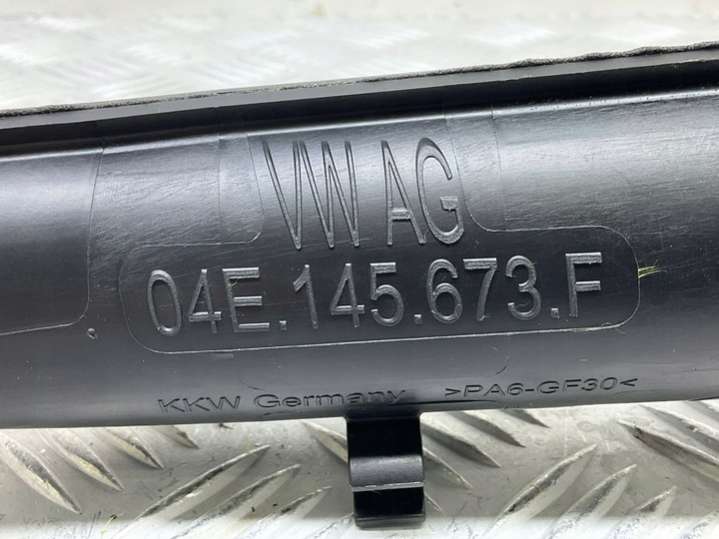 VW AG
04E.145.673.F
KKW Germany >PA6-GF30<